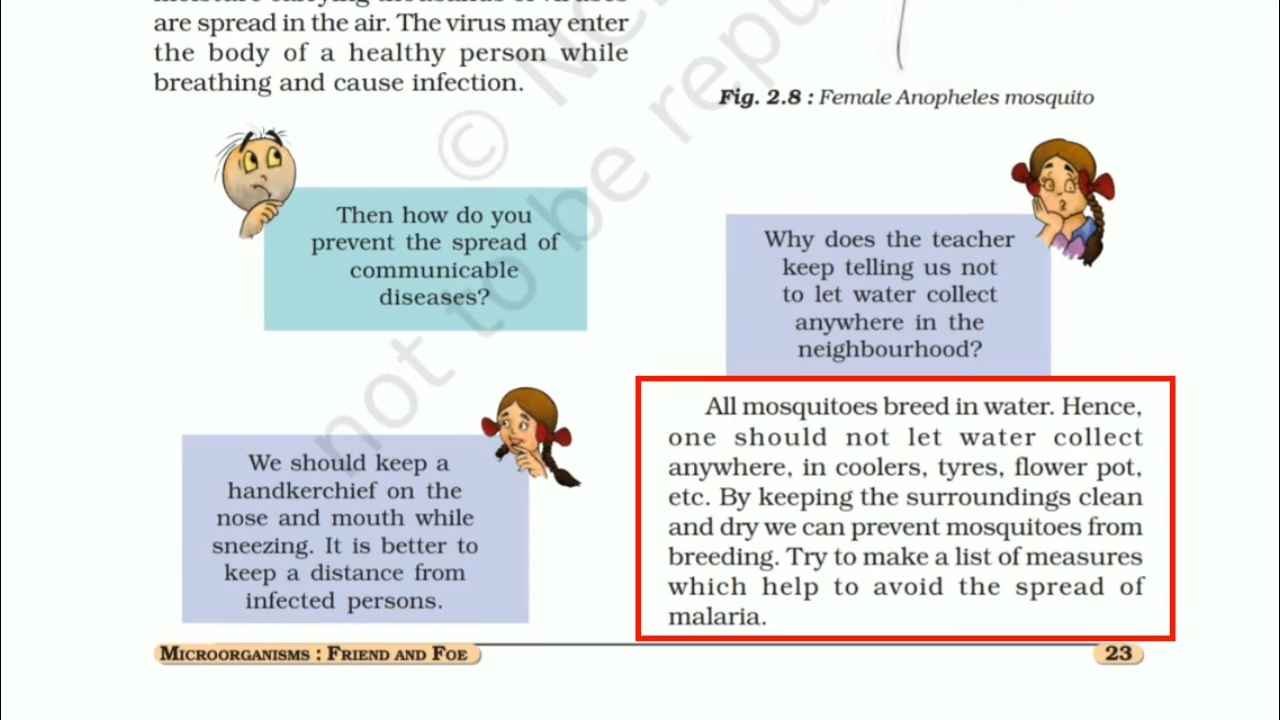 are spread in the air. The virus may enter
the body of a healthy person while
breathing and cause infection.
Then how do you
prevent the spread of
communicable
diseases?
We should keep a
handkerchief on the
nose and mouth while
sneezing. It is better to
keep a distance from
infected persons.
Fig. 2.8 : Female Anopheles mosquito
Why does the teacher
keep telling us not
to let water collect
anywhere in the
neighbourhood?
All mosquitoes breed in water. Hence,
one should not let water collect
anywhere, in coolers, tyres, flower pot,
etc. By keeping the surroundings clean
and dry we can prevent mosquitoes from
breeding. Try to make a list of measures
which help to avoid the spread of
malaria.
MICROORGANISMS : FRIEND AND FOE
23
not to be repu